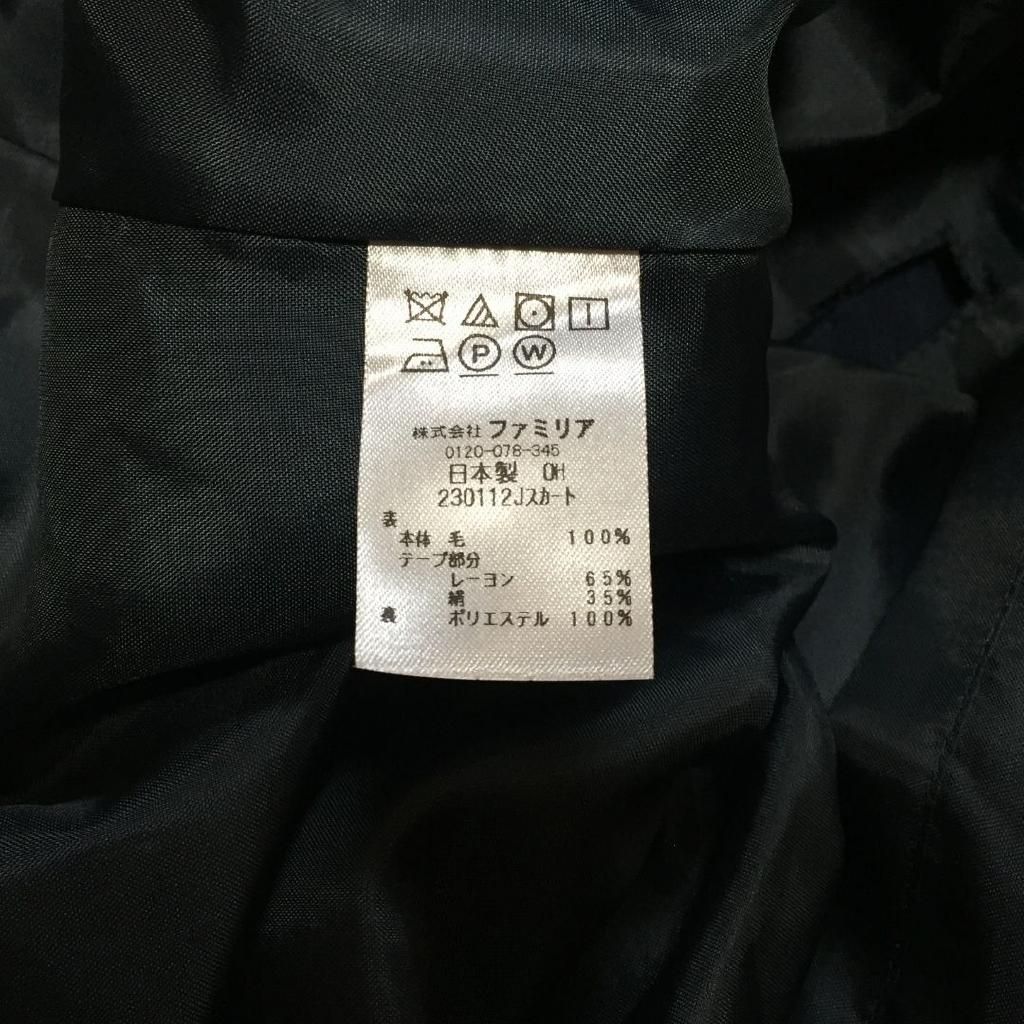 P W
株式会社 ファミリア
0120-078-345
日本製 OH
230112Jスカート
表
本体 毛 100%
テープ部分
レーヨン 65%
絹 35%
裏 ポリエステル 100%